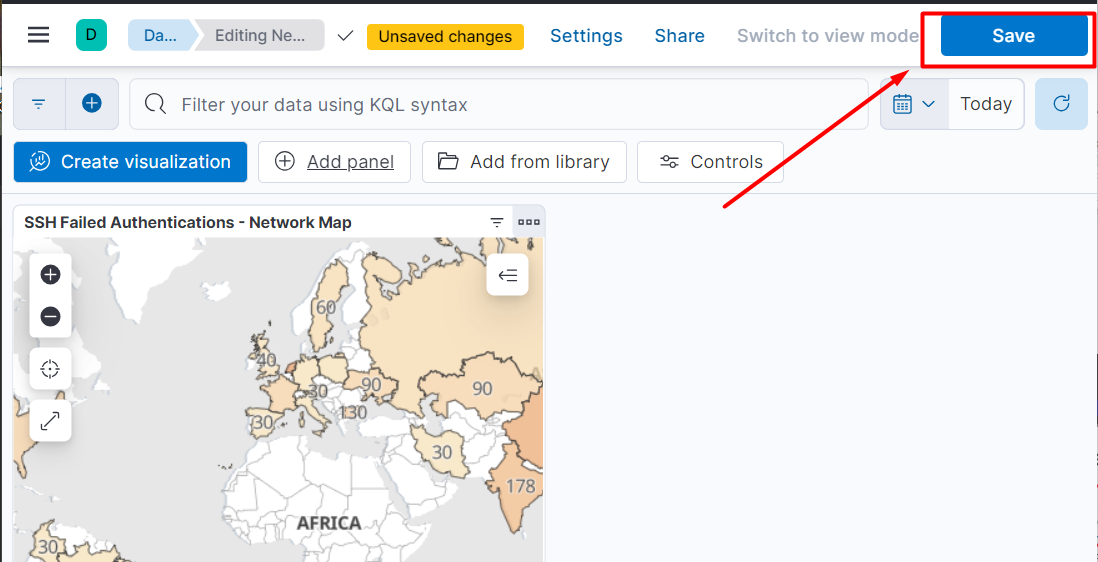 D
Da...
Editing Ne...
Unsaved changes
Settings
Share
Switch to view mode
Save
Filter your data using KQL syntax
Today
Create visualization
Add panel
Add from library
Controls
SSH Failed Authentications - Network Map
60
40
30
90
90
30
130
30
178
AFRICA
30